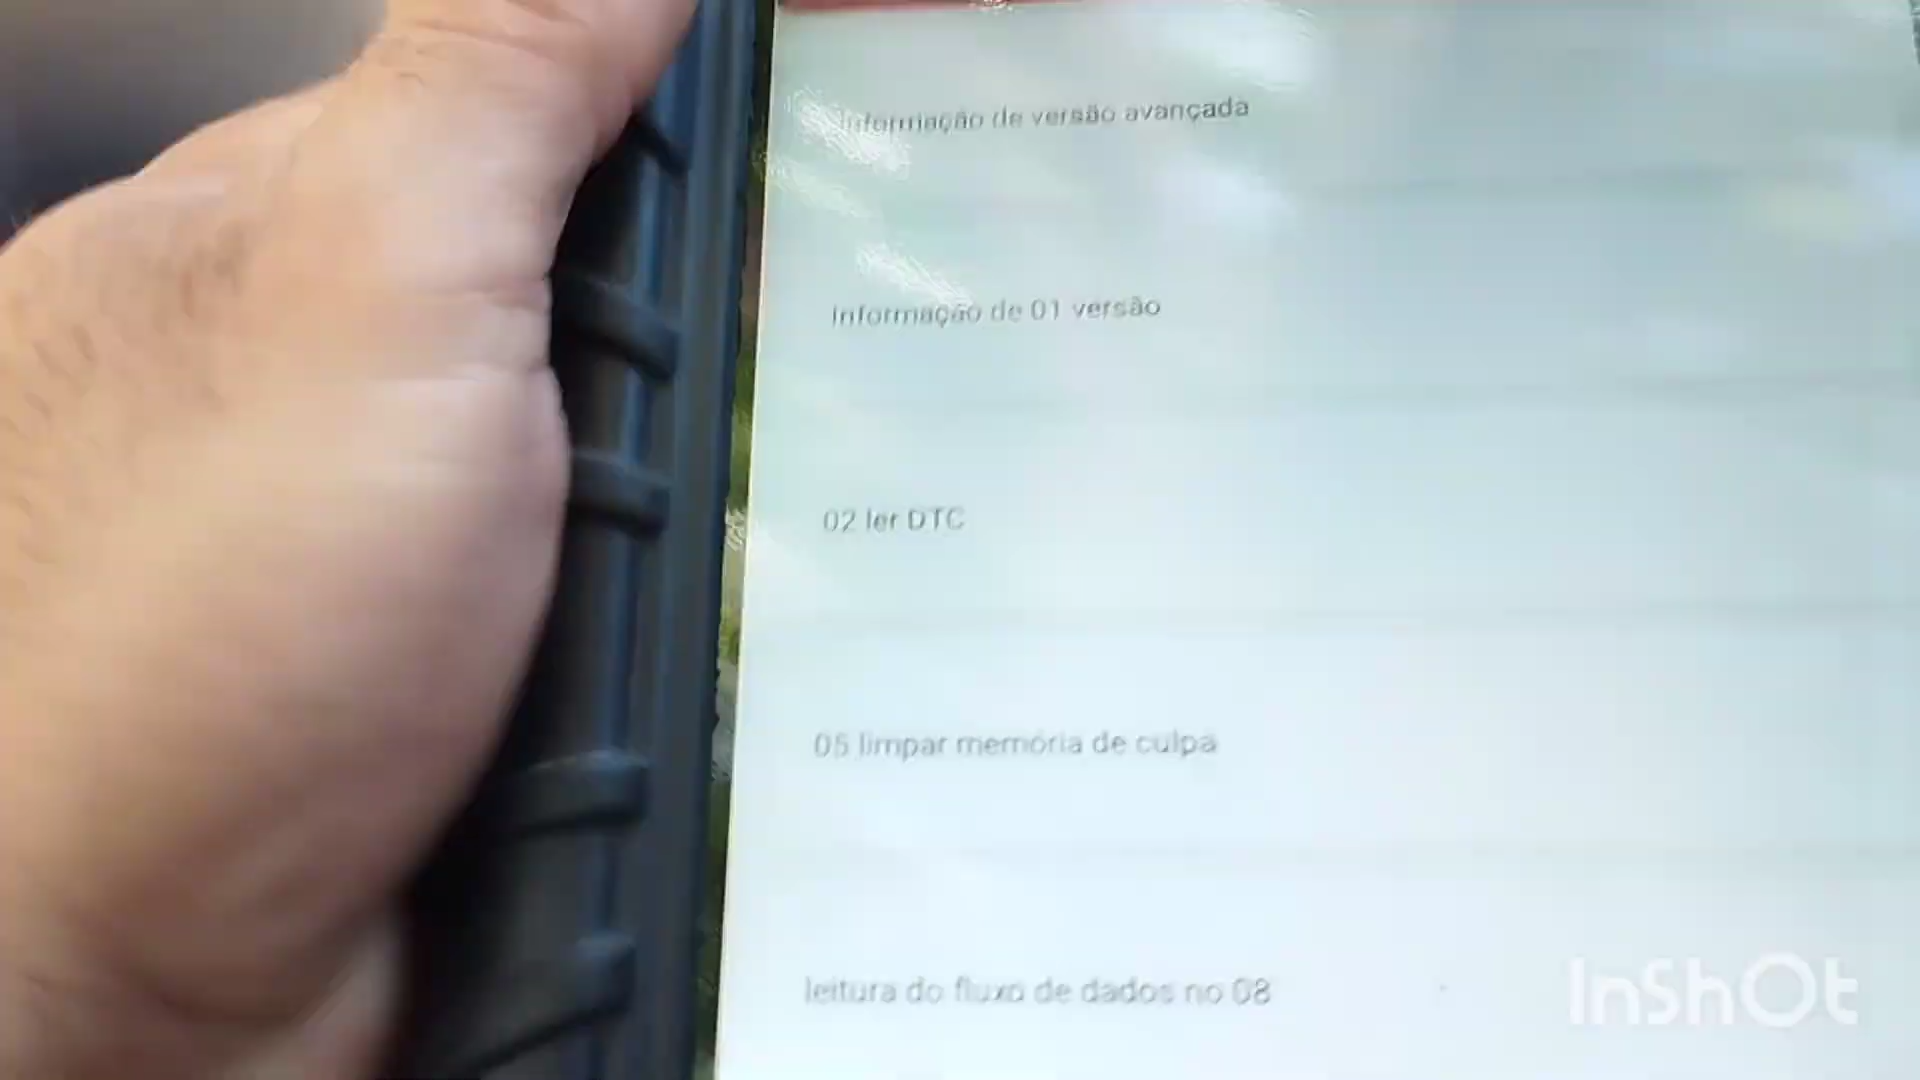 Informação de versão avançada
Informação de 01 versão
02 ler DTC
05 limpar memória de culpa
leitura do fluxo de dados no 08
InShOt